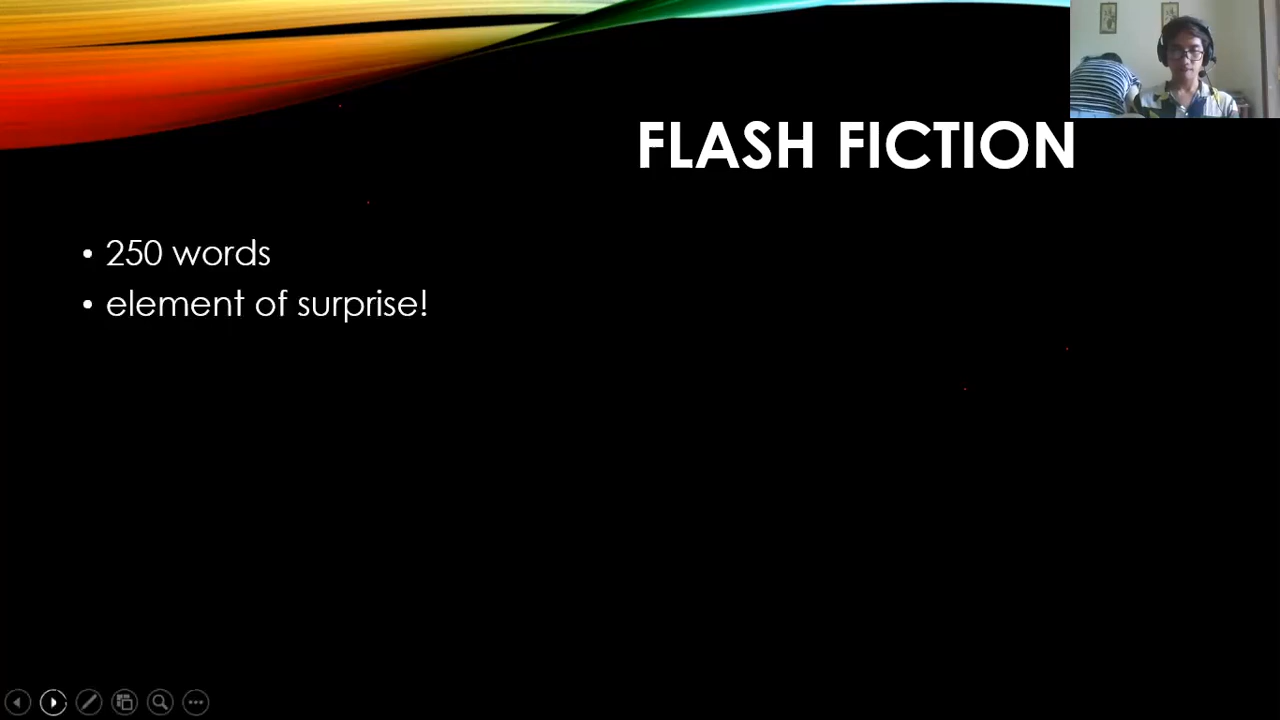 FLASH FICTION
• 250 words
• element of surprise!